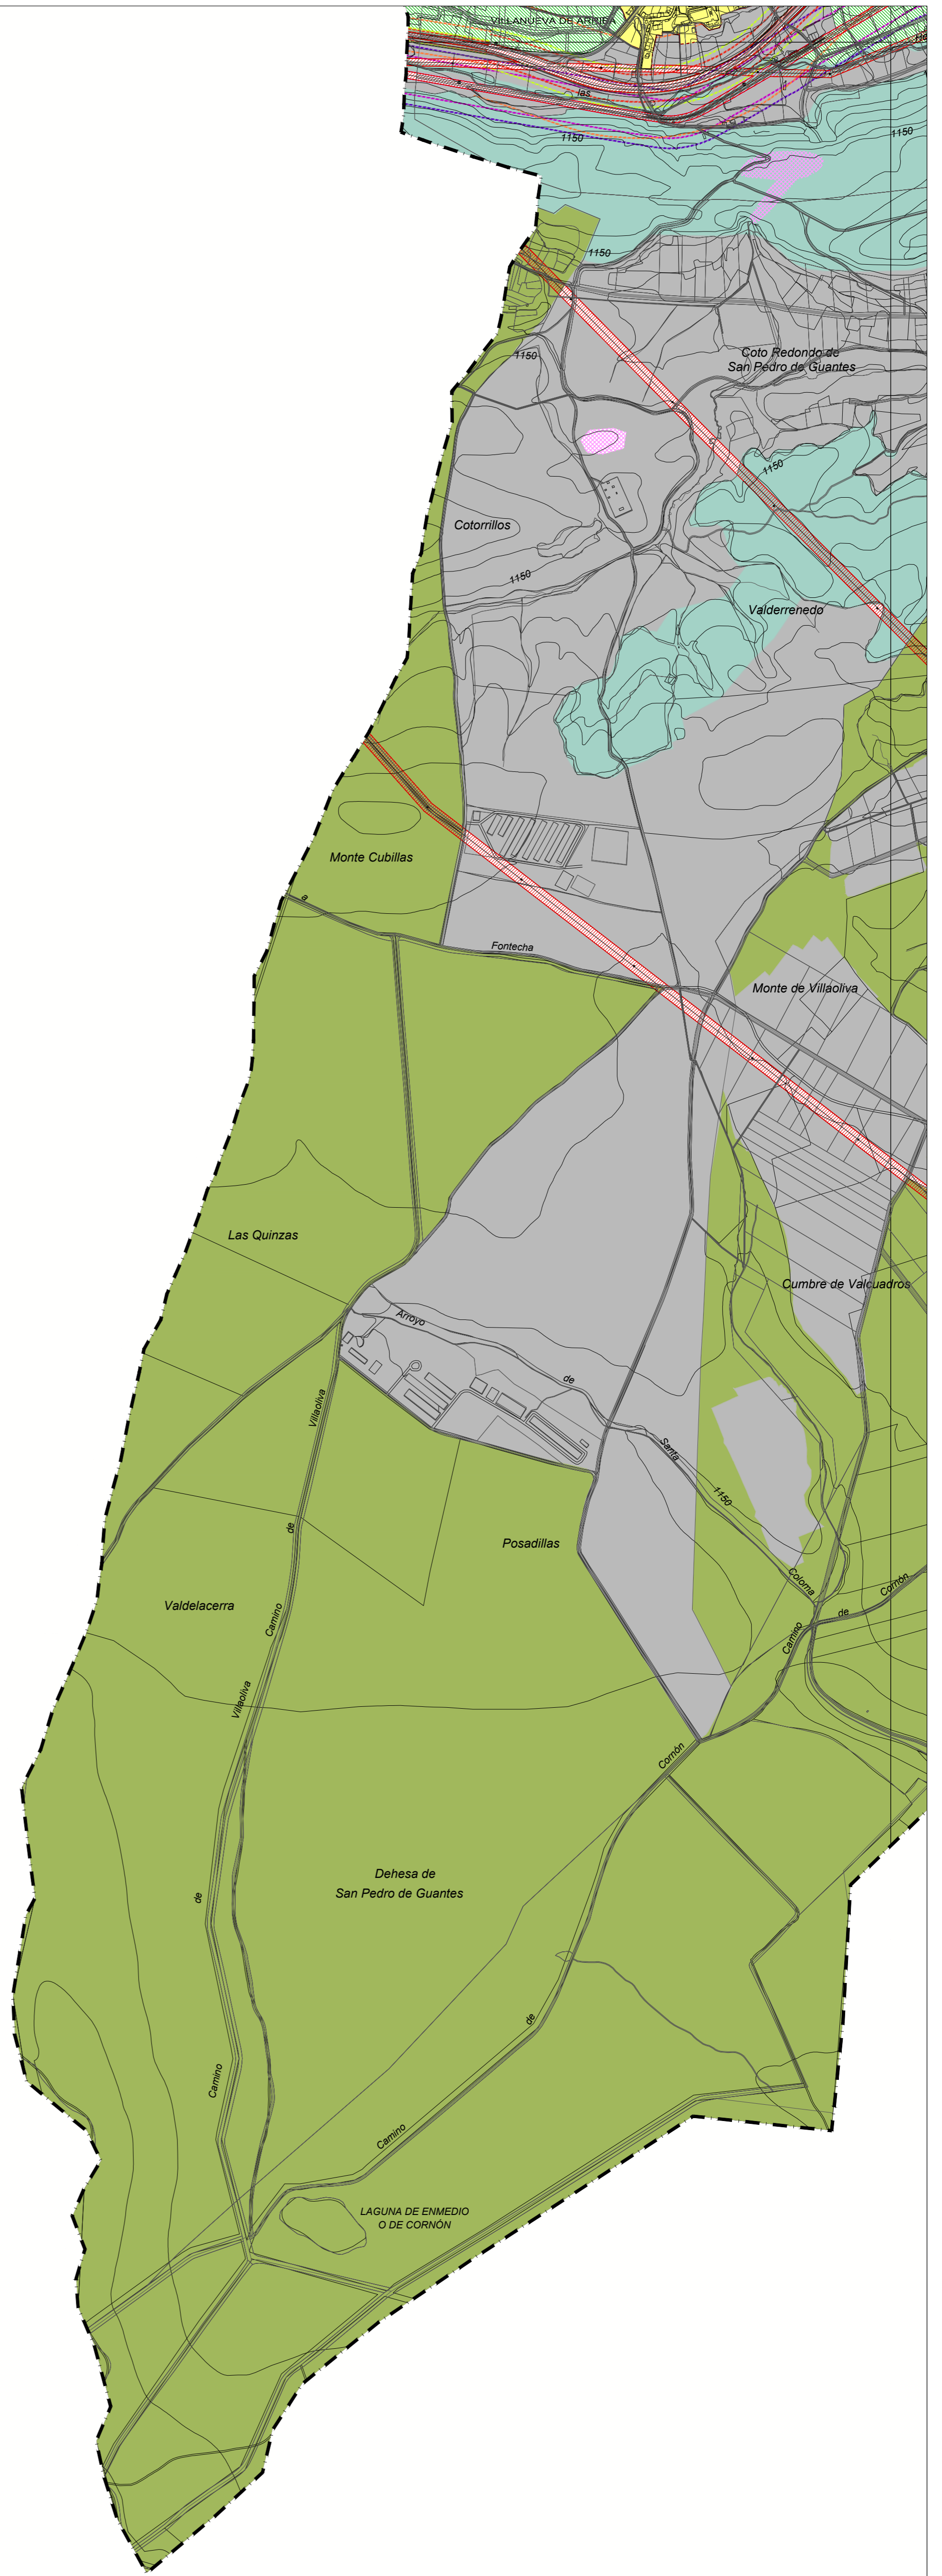 VILLANUEVA DE ARRIBA
las
1150
1150
1150
1150
Coto Redondo de
San Pedro de Guantes
1150
Cotorrillos
1150
Valderrenedo
Monte Cubillas
a
Fontecha
Monte de Villaoliva
Las Quinzas
Cumbre de Valcuadros
Arroyo
de
Villaoliva
Santa
1150
de
Posadillas
Coloma
Cornón
de
Valdelacerra
Camino
Camino
Villaoliva
Cornón
Dehesa de
San Pedro de Guantes
de
de
Camino
Camino
LAGUNA DE ENMEDIO
O DE CORNÓN